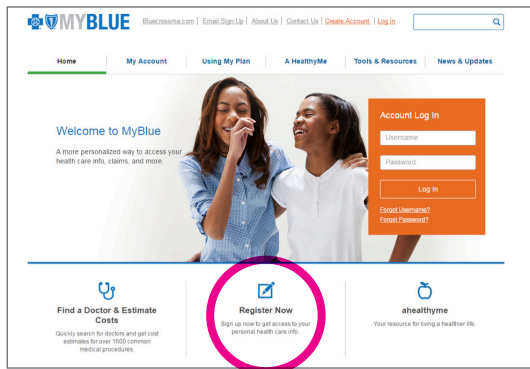 MYBLUE
Bluecrossma.com | Email Sign Up | About Us | Contact Us | Create Account | Log In
Home My Account Using My Plan A HealthyMe Tools & Resources News & Updates
Welcome to MyBlue
A more personalized way to access your
health care info, claims, and more.
Account Log In
Username
Password
Log In
Forgot Username?
Forgot Password?
Find a Doctor & Estimate
Costs
Quickly search for doctors and get cost
estimates for over 1600 common
medical procedures.
Register Now
Sign up now to get access to your
personal health care info.
ahealthyme
Your resource for living a healthier life.